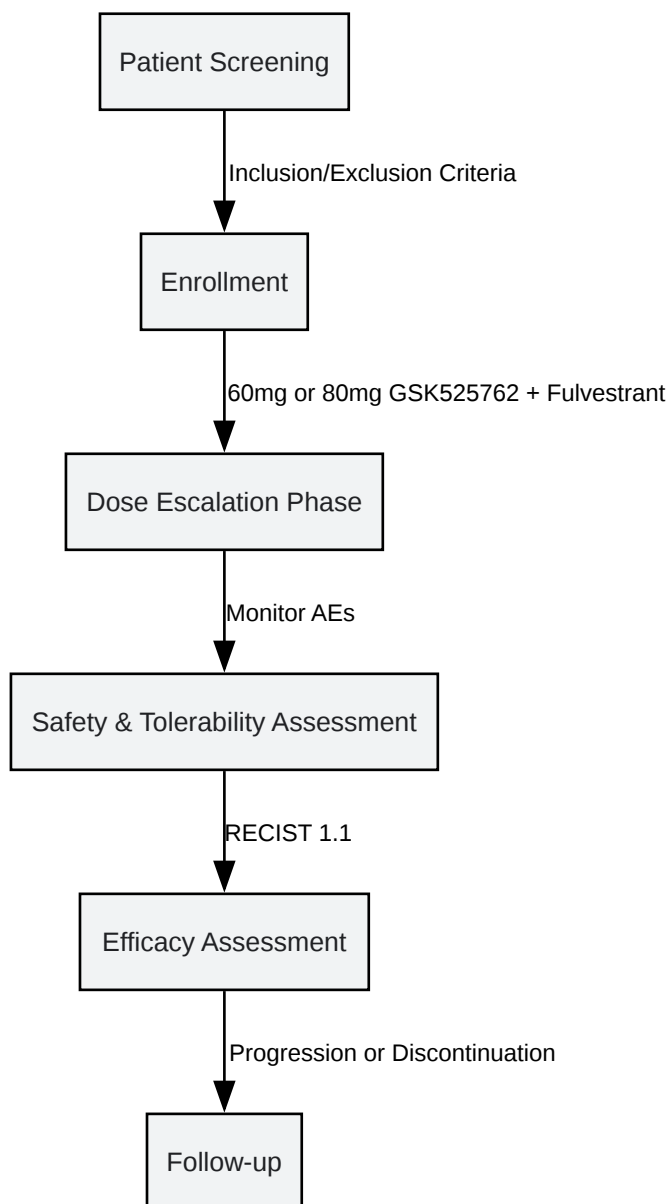 Patient Screening
Inclusion/Exclusion Criteria
Enrollment
60mg or 80mg GSK525762 + Fulvestrant
Dose Escalation Phase
Monitor AEs
Safety & Tolerability Assessment
RECIST 1.1
Efficacy Assessment
Progression or Discontinuation
Follow-up